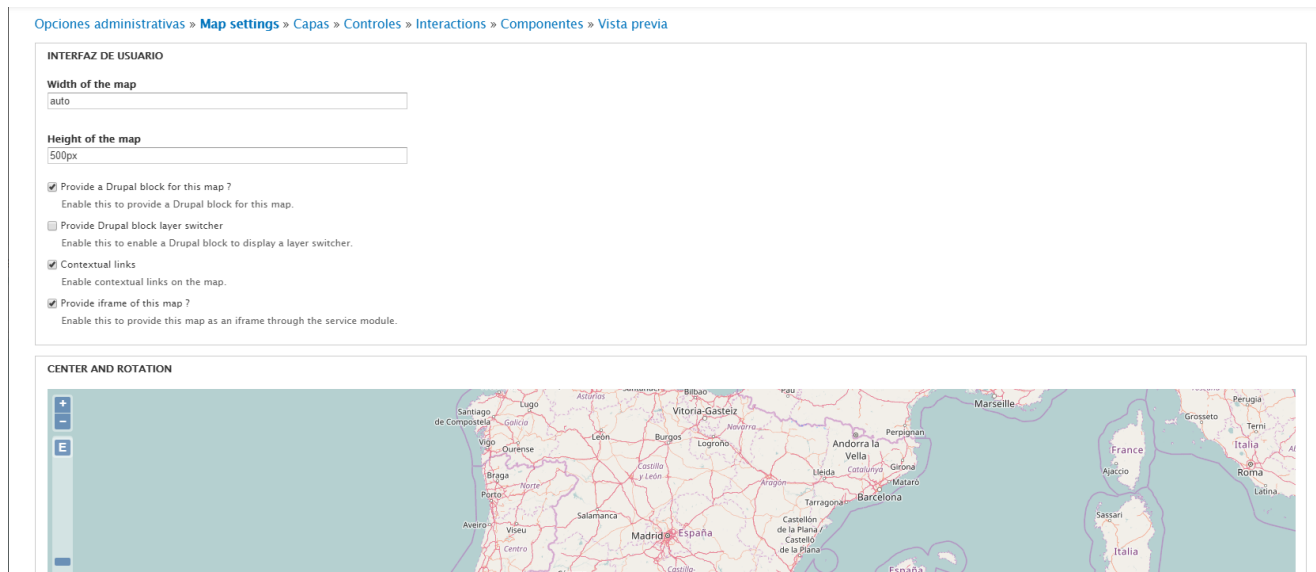 Opciones administrativas » Map settings » Capas » Controles » Interactions » Componentes » Vista previa
INTERFAZ DE USUARIO
Width of the map
auto
Height of the map
500px
Provide a Drupal block for this map ?
Enable this to provide a Drupal block for this map.
Provide Drupal block layer switcher
Enable this to enable a Drupal block to display a layer switcher.
Contextual links
Enable contextual links on the map.
Provide iframe of this map ?
Enable this to provide this map as an iframe through the service module.
CENTER AND ROTATION
+
−
E
Asturias
Bilbao
Pau
Marseille
Perugia
Santiago
de Compostela
Lugo
Galicia
Vitoria-Gasteiz
Navarra
Grosseto
Terni
León
Burgos
Logroño
Andorra la
Vella
Perpignan
France
Italia
Vigo
Ourense
Castilla
y León
Lleida
Catalunya
Girona
Ajaccio
Roma
Braga
Norte
Aragón
Mataró
Latina
Porto
Tarragona
Barcelona
Aveiro
Viseu
Salamanca
Castellón
de la Plana /
Castelló
de la Plana
Sassari
Madrid
España
Centro
Italia
Castilla-
España